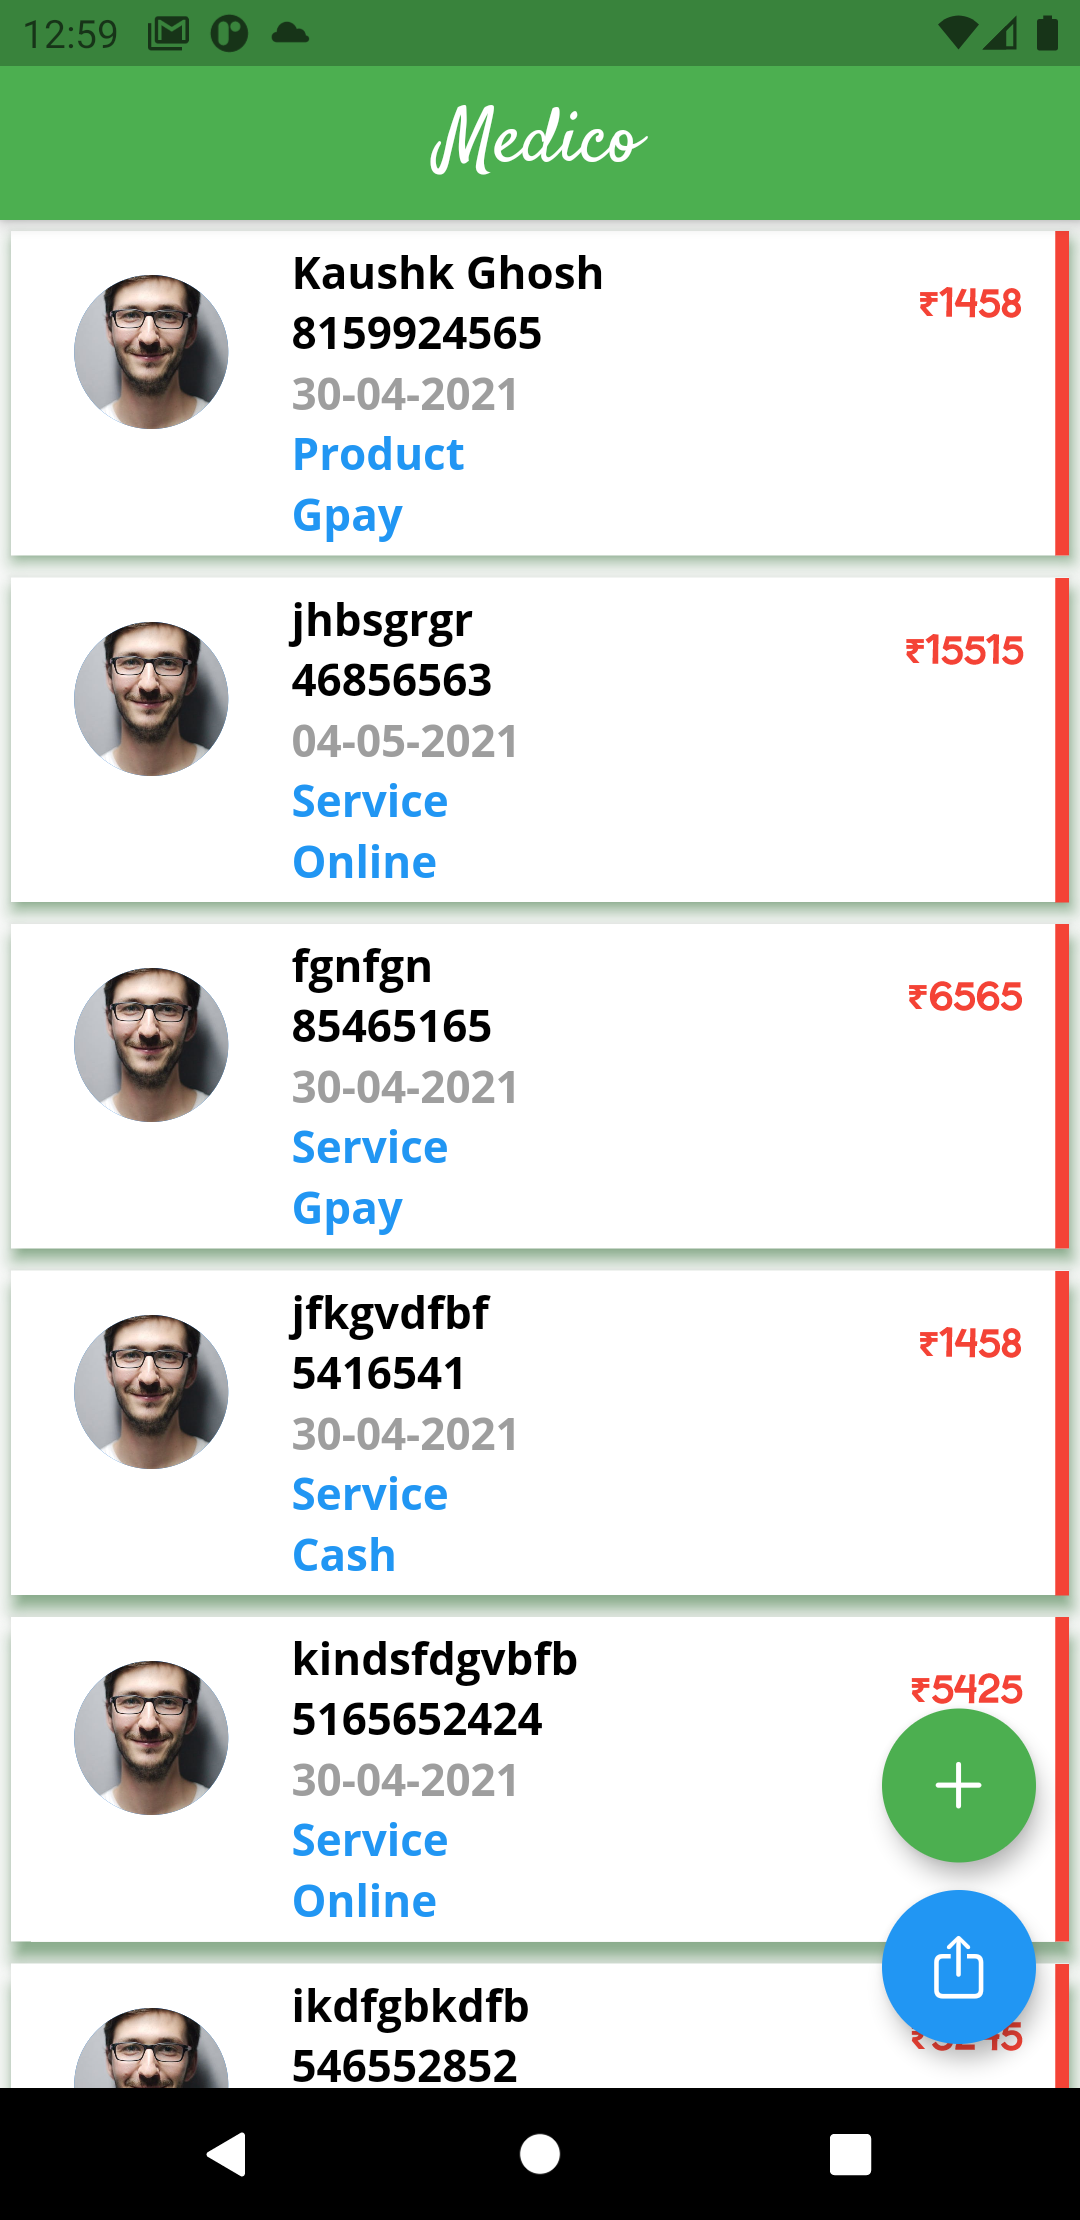 12:59
Medico
Kaushk Ghosh
₹1458
8159924565
30-04-2021
Product
Gpay
jhbsgrgr
₹15515
46856563
04-05-2021
Service
Online
fgnfgn
₹6565
85465165
30-04-2021
Service
Gpay
jfkgvdfbf
₹1458
5416541
30-04-2021
Service
Cash
kindsfdgvbfb
₹5425
5165652424
30-04-2021
Service
Online
ikdfgbkdfb
546552852